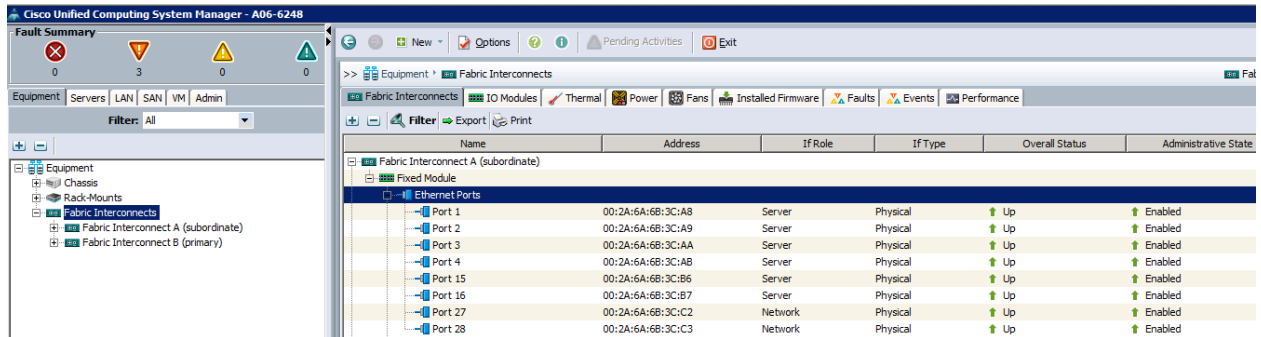 Cisco Unified Computing System Manager - A06-6248
Fault Summary
0 3 0 0
New Options ? i Pending Activities Exit
>> Equipment Fabric Interconnects
Equipment Servers LAN SAN VM Admin
Filter: All
Fabric Interconnects IO Modules Thermal Power Fans Installed Firmware Faults Events Performance
Filter Export Print
Equipment
Chassis
Rack-Mounts
Fabric Interconnects
Fabric Interconnect A (subordinate)
Fabric Interconnect B (primary)
Name Address If Role If Type Overall Status Administrative State
Fabric Interconnect A (subordinate)
Fixed Module
Ethernet Ports
Port 1 00:2A:6A:6B:3C:A8 Server Physical Up Enabled
Port 2 00:2A:6A:6B:3C:A9 Server Physical Up Enabled
Port 3 00:2A:6A:6B:3C:AA Server Physical Up Enabled
Port 4 00:2A:6A:6B:3C:AB Server Physical Up Enabled
Port 15 00:2A:6A:6B:3C:B6 Server Physical Up Enabled
Port 16 00:2A:6A:6B:3C:B7 Server Physical Up Enabled
Port 27 00:2A:6A:6B:3C:C2 Network Physical Up Enabled
Port 28 00:2A:6A:6B:3C:C3 Network Physical Up Enabled